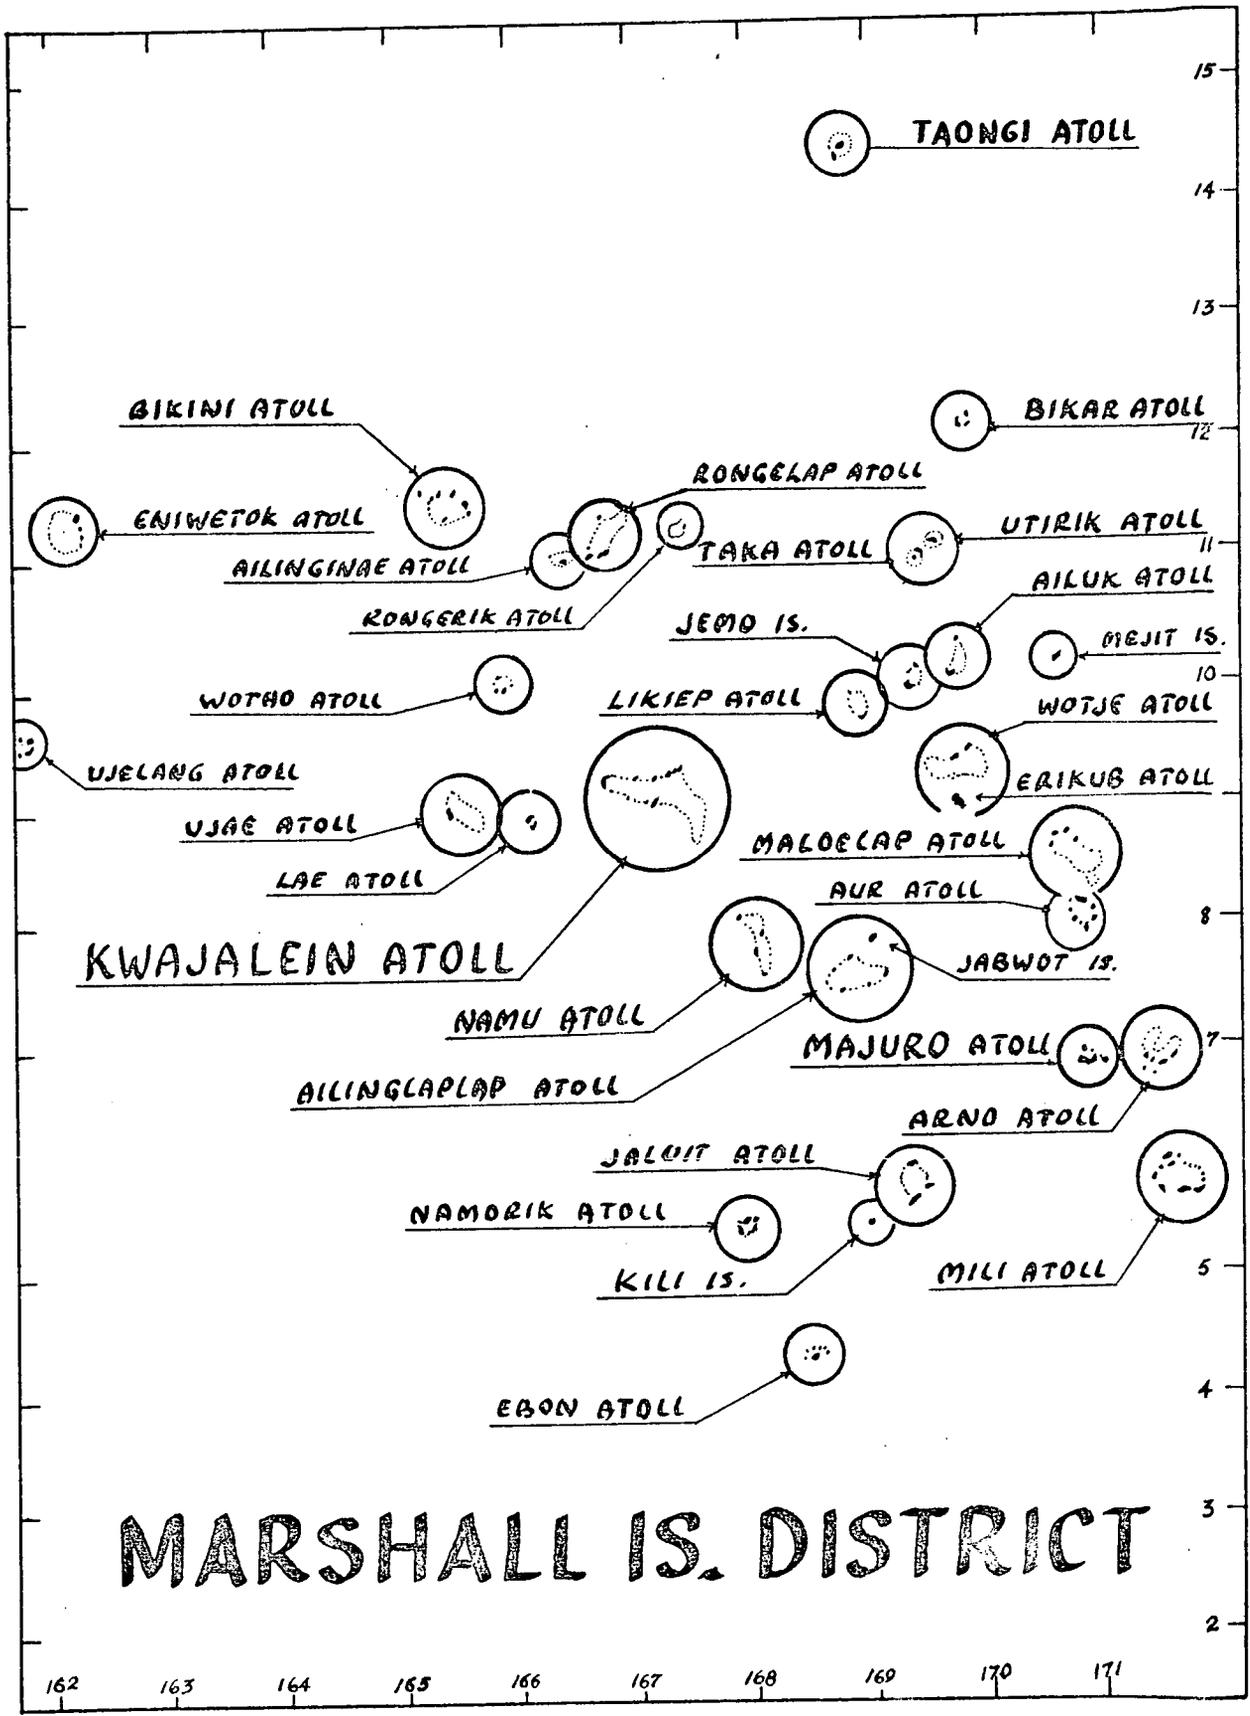 15
TAONGI ATOLL
14
13
BIKINI ATOLL
BIKAR ATOLL
12
RONGELAP ATOLL
ENIWETOK ATOLL
UTIRIK ATOLL
11
TAKA ATOLL
AILINGINAE ATOLL
AILUK ATOLL
RONGERIK ATOLL
JEMO IS.
MEJIT IS.
10
WOTHO ATOLL
LIKIEP ATOLL
WOTJE ATOLL
UJELANG ATOLL
ERIKUB ATOLL
UJAE ATOLL
MALOELAP ATOLL
LAE ATOLL
AUR ATOLL
8
KWAJALEIN ATOLL
JABWOT IS.
NAMU ATOLL
7
MAJURO ATOLL
AILINGLAPLAP ATOLL
ARNO ATOLL
JALUIT ATOLL
NAMORIK ATOLL
5
KILI IS.
MILI ATOLL
4
EBON ATOLL
3
MARSHALL IS. DISTRICT
2
162 163 164 165 166 167 168 169 170 171